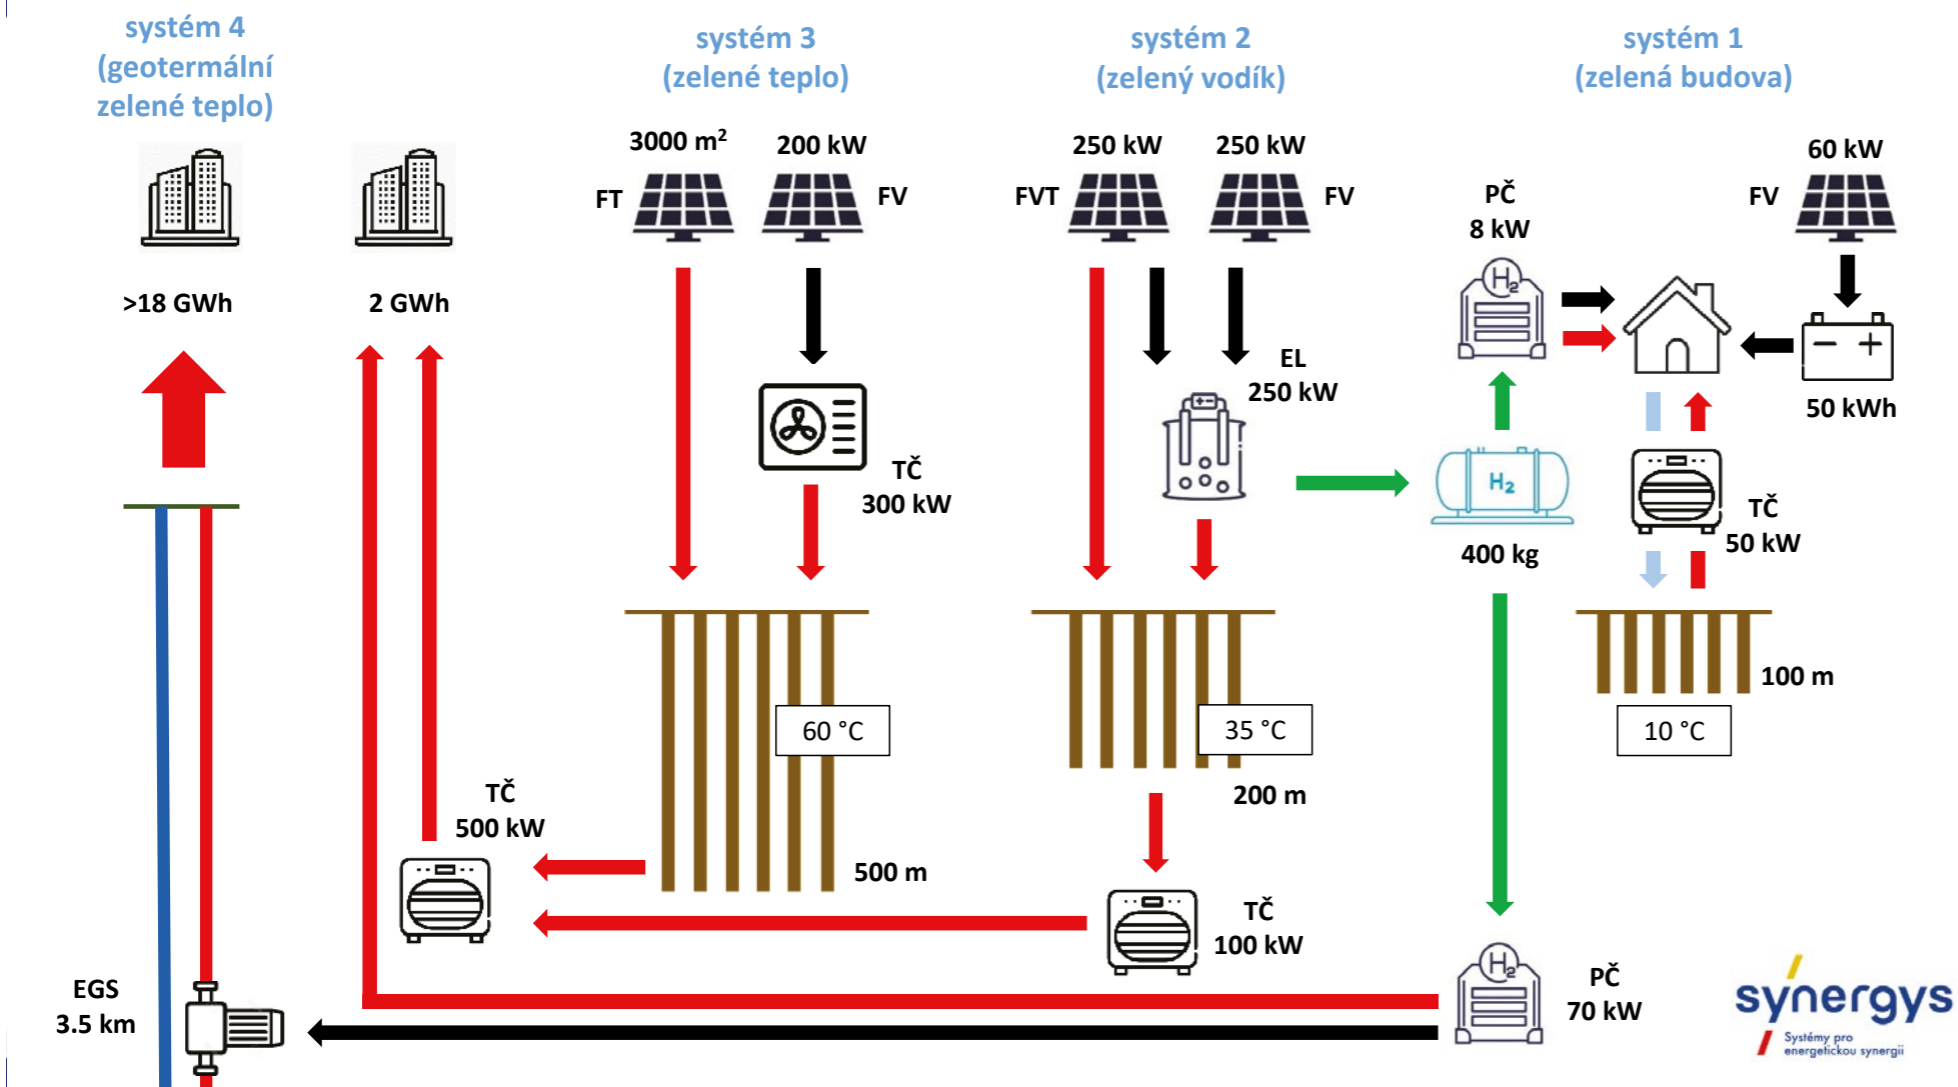 systém 4
(geotermální
zelené teplo)
systém 3
(zelené teplo)
systém 2
(zelený vodík)
systém 1
(zelená budova)
3000 m²
200 kW
FT
FV
250 kW
250 kW
FVT
FV
PČ
8 kW
60 kW
FV
>18 GWh
2 GWh
H₂
EL
250 kW
50 kWh
TČ
300 kW
H₂
400 kg
TČ
50 kW
100 m
60 °C
35 °C
10 °C
200 m
TČ
500 kW
500 m
TČ
100 kW
EGS
3.5 km
H₂
PČ
70 kW
synergys
Systémy pro
energetickou synergii